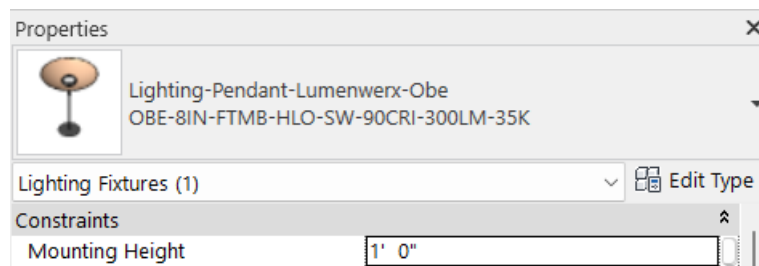 Properties
Lighting-Pendant-Lumenwerx-Obe
OBE-8IN-FTMB-HLO-SW-90CRI-300LM-35K
Lighting Fixtures (1)
Edit Type
Constraints
Mounting Height 1' 0"